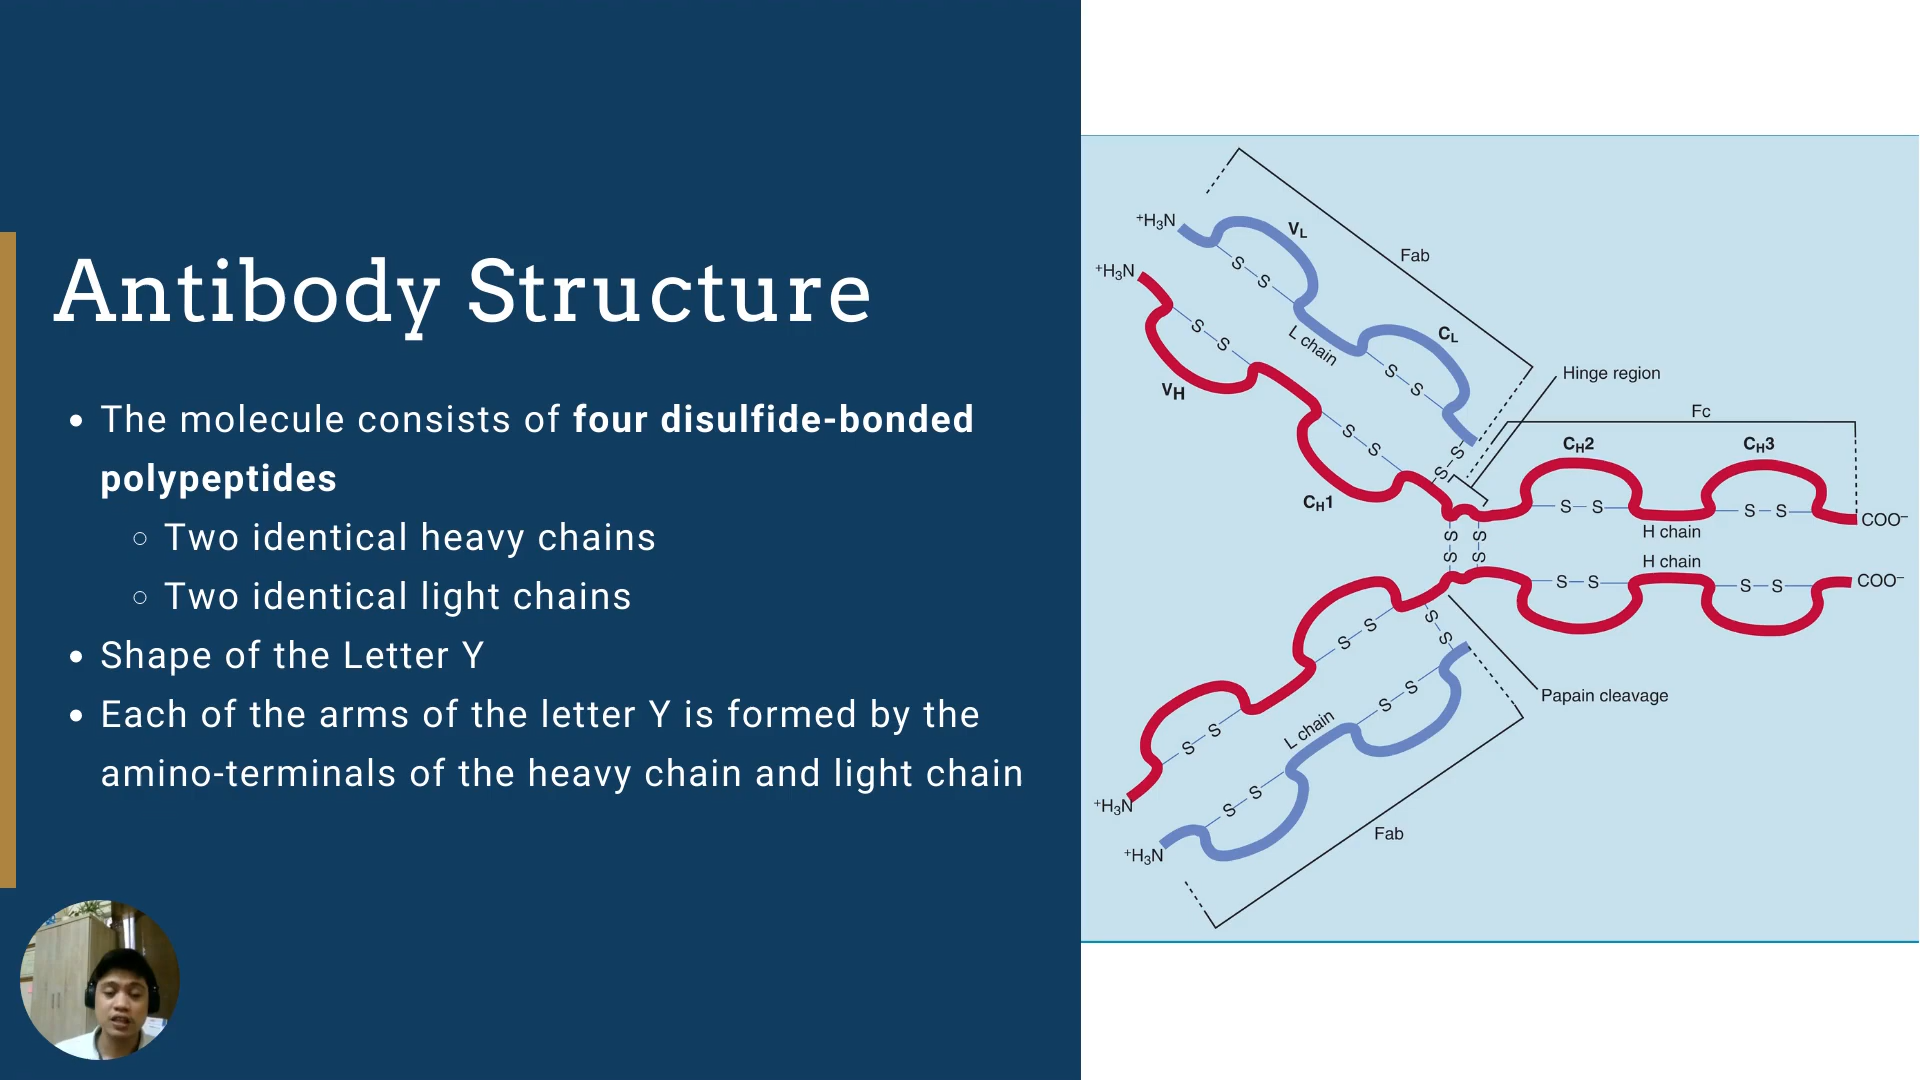 Antibody Structure
• The molecule consists of four disulfide-bonded
polypeptides
○ Two identical heavy chains
○ Two identical light chains
• Shape of the Letter Y
• Each of the arms of the letter Y is formed by the
amino-terminals of the heavy chain and light chain
⁺H₃N
VL
Fab
⁺H₃N
S S
S S
L chain
CL
VH
S S
Hinge region
Fc
S S
S S
CH1
CH2
CH3
S–S
S–S
COO⁻
H chain
S S
S S
H chain
S–S
S–S
COO⁻
S S
S S
Papain cleavage
S S
L chain
S S
S S
⁺H₃N
Fab
⁺H₃N